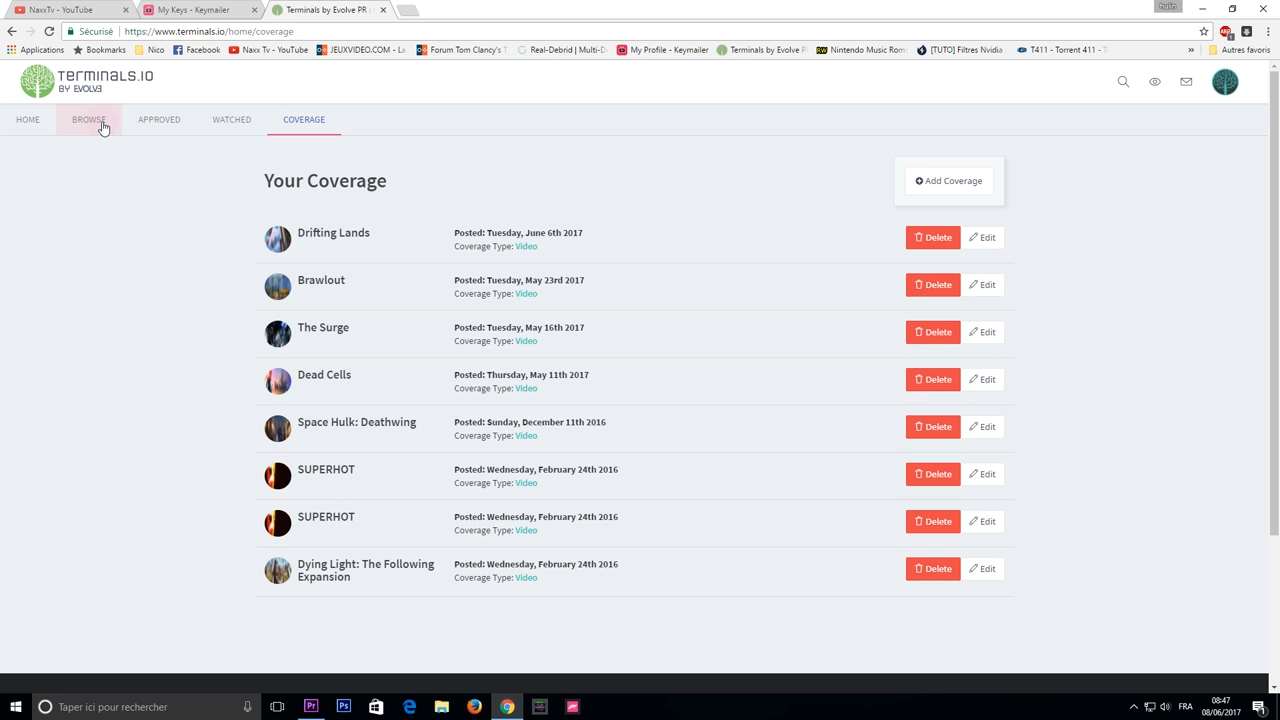 NaxxTv - YouTube
My Keys - Keymailer
Terminals by Evolve PR :
hulin
Sécurisé
https://www.terminals.io/home/coverage
Applications
Bookmarks
Nico
Facebook
Naxx Tv - YouTube
JEUXVIDEO.COM - La
Forum Tom Clancy's T
Real-Debrid | Multi-D
My Profile - Keymailer
Terminals by Evolve P
Nintendo Music Rom
[TUTO] Filtres Nvidia
T411 - Torrent 411 - T
»
Autres favoris
TERMINALS.IO
BY EVOLVE
HOME
BROWSE
APPROVED
WATCHED
COVERAGE
Your Coverage
Add Coverage
Drifting Lands
Posted: Tuesday, June 6th 2017
Coverage Type: Video
Delete
Edit
Brawlout
Posted: Tuesday, May 23rd 2017
Coverage Type: Video
Delete
Edit
The Surge
Posted: Tuesday, May 16th 2017
Coverage Type: Video
Delete
Edit
Dead Cells
Posted: Thursday, May 11th 2017
Coverage Type: Video
Delete
Edit
Space Hulk: Deathwing
Posted: Sunday, December 11th 2016
Coverage Type: Video
Delete
Edit
SUPERHOT
Posted: Wednesday, February 24th 2016
Coverage Type: Video
Delete
Edit
SUPERHOT
Posted: Wednesday, February 24th 2016
Coverage Type: Video
Delete
Edit
Dying Light: The Following
Expansion
Posted: Wednesday, February 24th 2016
Coverage Type: Video
Delete
Edit
Taper ici pour rechercher
Pr
Ps
FRA
08:47
08/06/2017